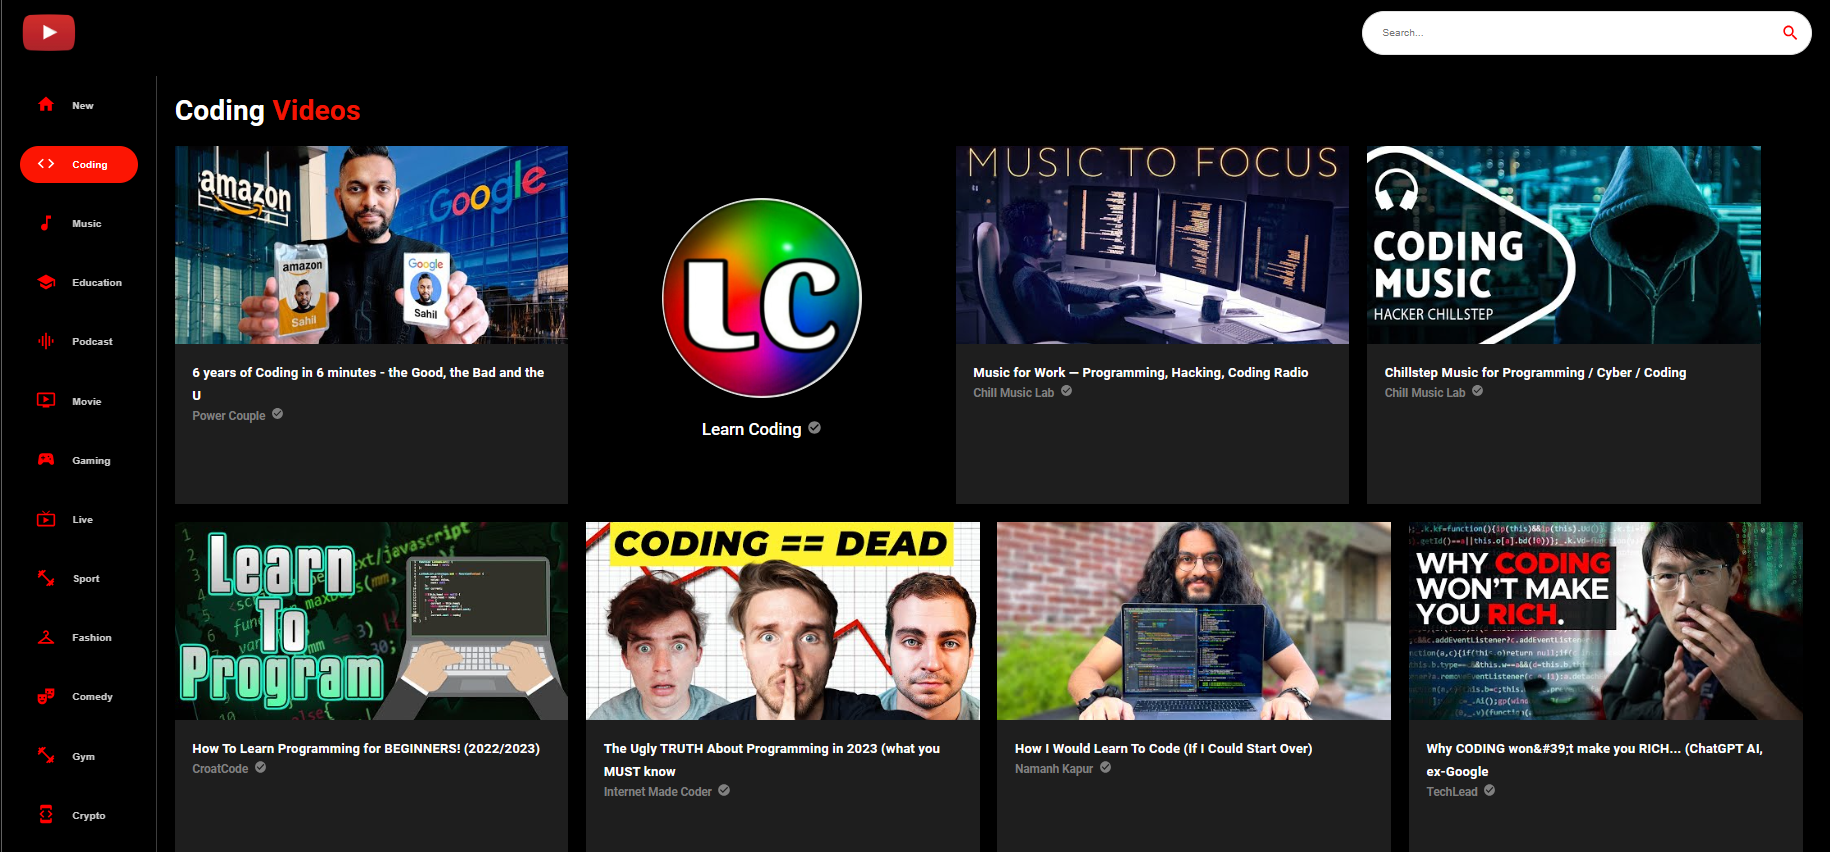 Search...
New
Coding
Music
Education
Podcast
Movie
Gaming
Live
Sport
Fashion
Comedy
Gym
Crypto
Coding Videos
amazon
Google
amazon
Sahil
Google
Sahil
6 years of Coding in 6 minutes - the Good, the Bad and the
U
Power Couple
LC
Learn Coding
MUSIC TO FOCUS
Music for Work — Programming, Hacking, Coding Radio
Chill Music Lab
CODING
MUSIC
HACKER CHILLSTEP
Chillstep Music for Programming / Cyber / Coding
Chill Music Lab
Learn
To
Program
How To Learn Programming for BEGINNERS! (2022/2023)
CroatCode
CODING == DEAD
The Ugly TRUTH About Programming in 2023 (what you
MUST know
Internet Made Coder
How I Would Learn To Code (If I Could Start Over)
Namanh Kapur
WHY CODING
WON'T MAKE
YOU RICH.
Why CODING won&#39;t make you RICH... (ChatGPT AI,
ex-Google
TechLead